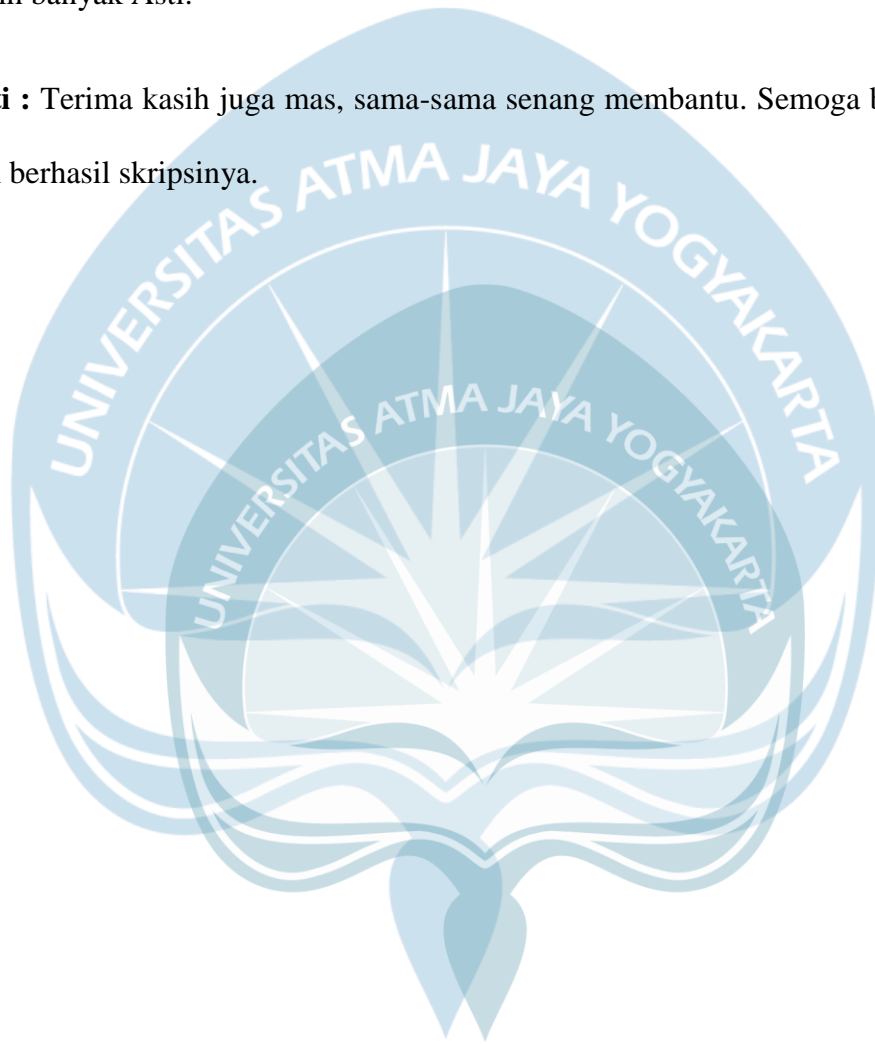 banyak Asti.
: Terima kasih juga mas, sama-sama senang membantu. Semoga
berhasil skripsinya.
UNIVERSITAS ATMA JAYA YOGYAKARTA
UNIVERSITAS ATMA JAYA YOGYAKARTA